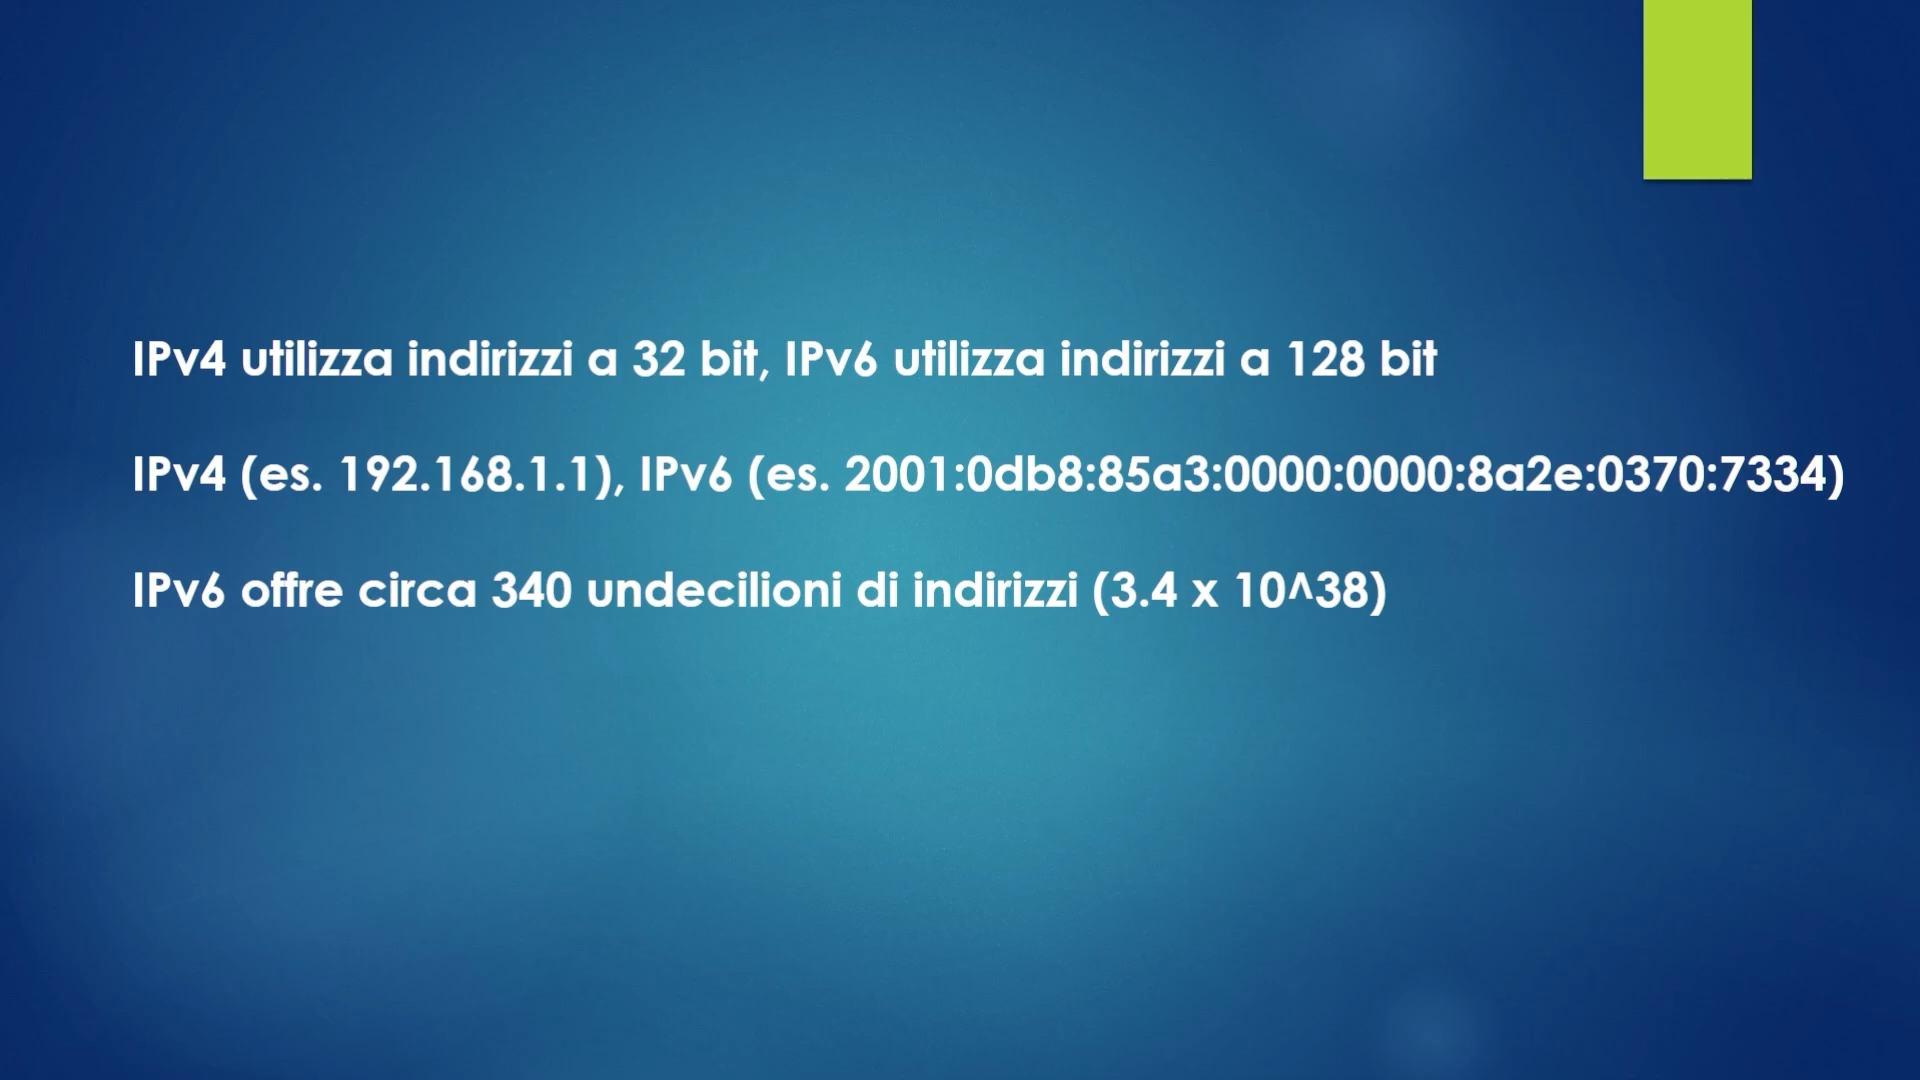 IPv4 utilizza indirizzi a 32 bit, IPv6 utilizza indirizzi a 128 bit
IPv4 (es. 192.168.1.1), IPv6 (es. 2001:0db8:85a3:0000:0000:8a2e:0370:7334)
IPv6 offre circa 340 undecilioni di indirizzi (3.4 x 10^38)